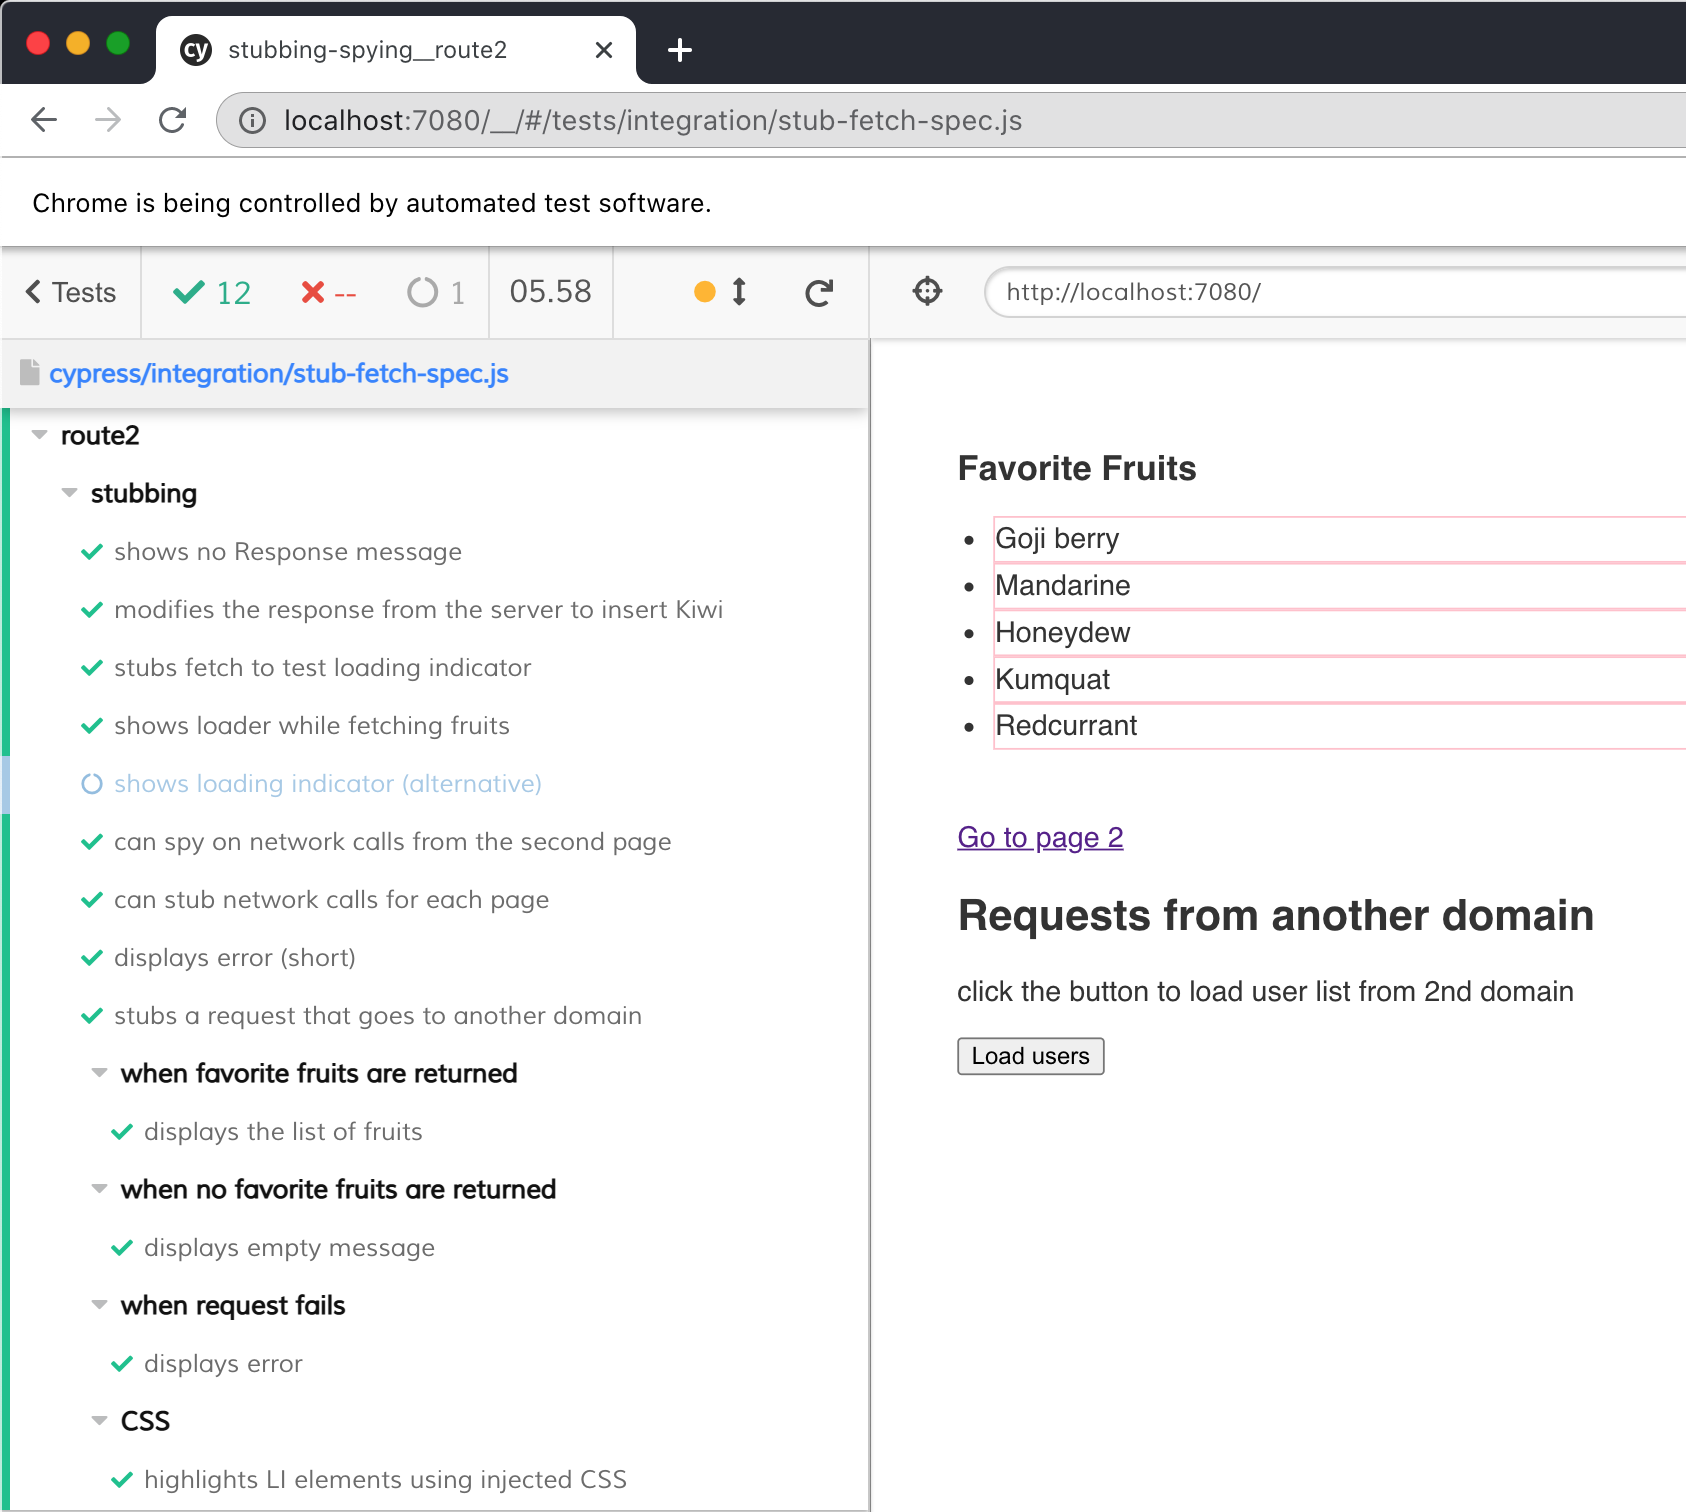 cy stubbing-spying__route2
localhost:7080/__/#/tests/integration/stub-fetch-spec.js
Chrome is being controlled by automated test software.
Tests 12 -- 1 05.58
http://localhost:7080/
cypress/integration/stub-fetch-spec.js
route2
stubbing
shows no Response message
modifies the response from the server to insert Kiwi
stubs fetch to test loading indicator
shows loader while fetching fruits
shows loading indicator (alternative)
can spy on network calls from the second page
can stub network calls for each page
displays error (short)
stubs a request that goes to another domain
when favorite fruits are returned
displays the list of fruits
when no favorite fruits are returned
displays empty message
when request fails
displays error
CSS
highlights LI elements using injected CSS
Favorite Fruits
Goji berry
Mandarine
Honeydew
Kumquat
Redcurrant
Go to page 2
Requests from another domain
click the button to load user list from 2nd domain
Load users